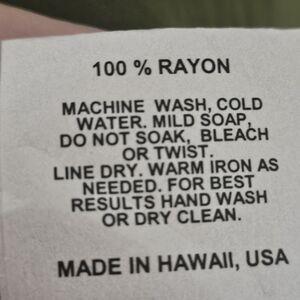 100 % RAYON
MACHINE WASH, COLD
WATER. MILD SOAP,
DO NOT SOAK, BLEACH
OR TWIST.
LINE DRY. WARM IRON AS
NEEDED. FOR BEST
RESULTS HAND WASH
OR DRY CLEAN.
MADE IN HAWAII, USA